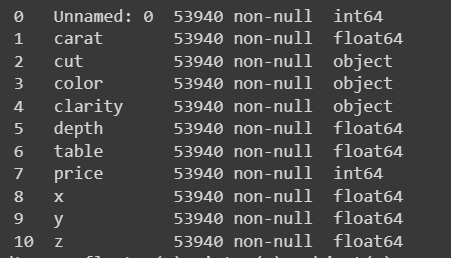 0 Unnamed: 0 53940 non-null int64
1 carat 53940 non-null float64
2 cut 53940 non-null object
3 color 53940 non-null object
4 clarity 53940 non-null object
5 depth 53940 non-null float64
6 table 53940 non-null float64
7 price 53940 non-null int64
8 x 53940 non-null float64
9 y 53940 non-null float64
10 z 53940 non-null float64